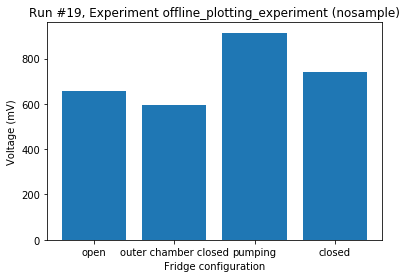 Run #19, Experiment offline_plotting_experiment (nosample)
Voltage (mV)
800
600
400
200
0
open outer chamber closed pumping closed
Fridge configuration